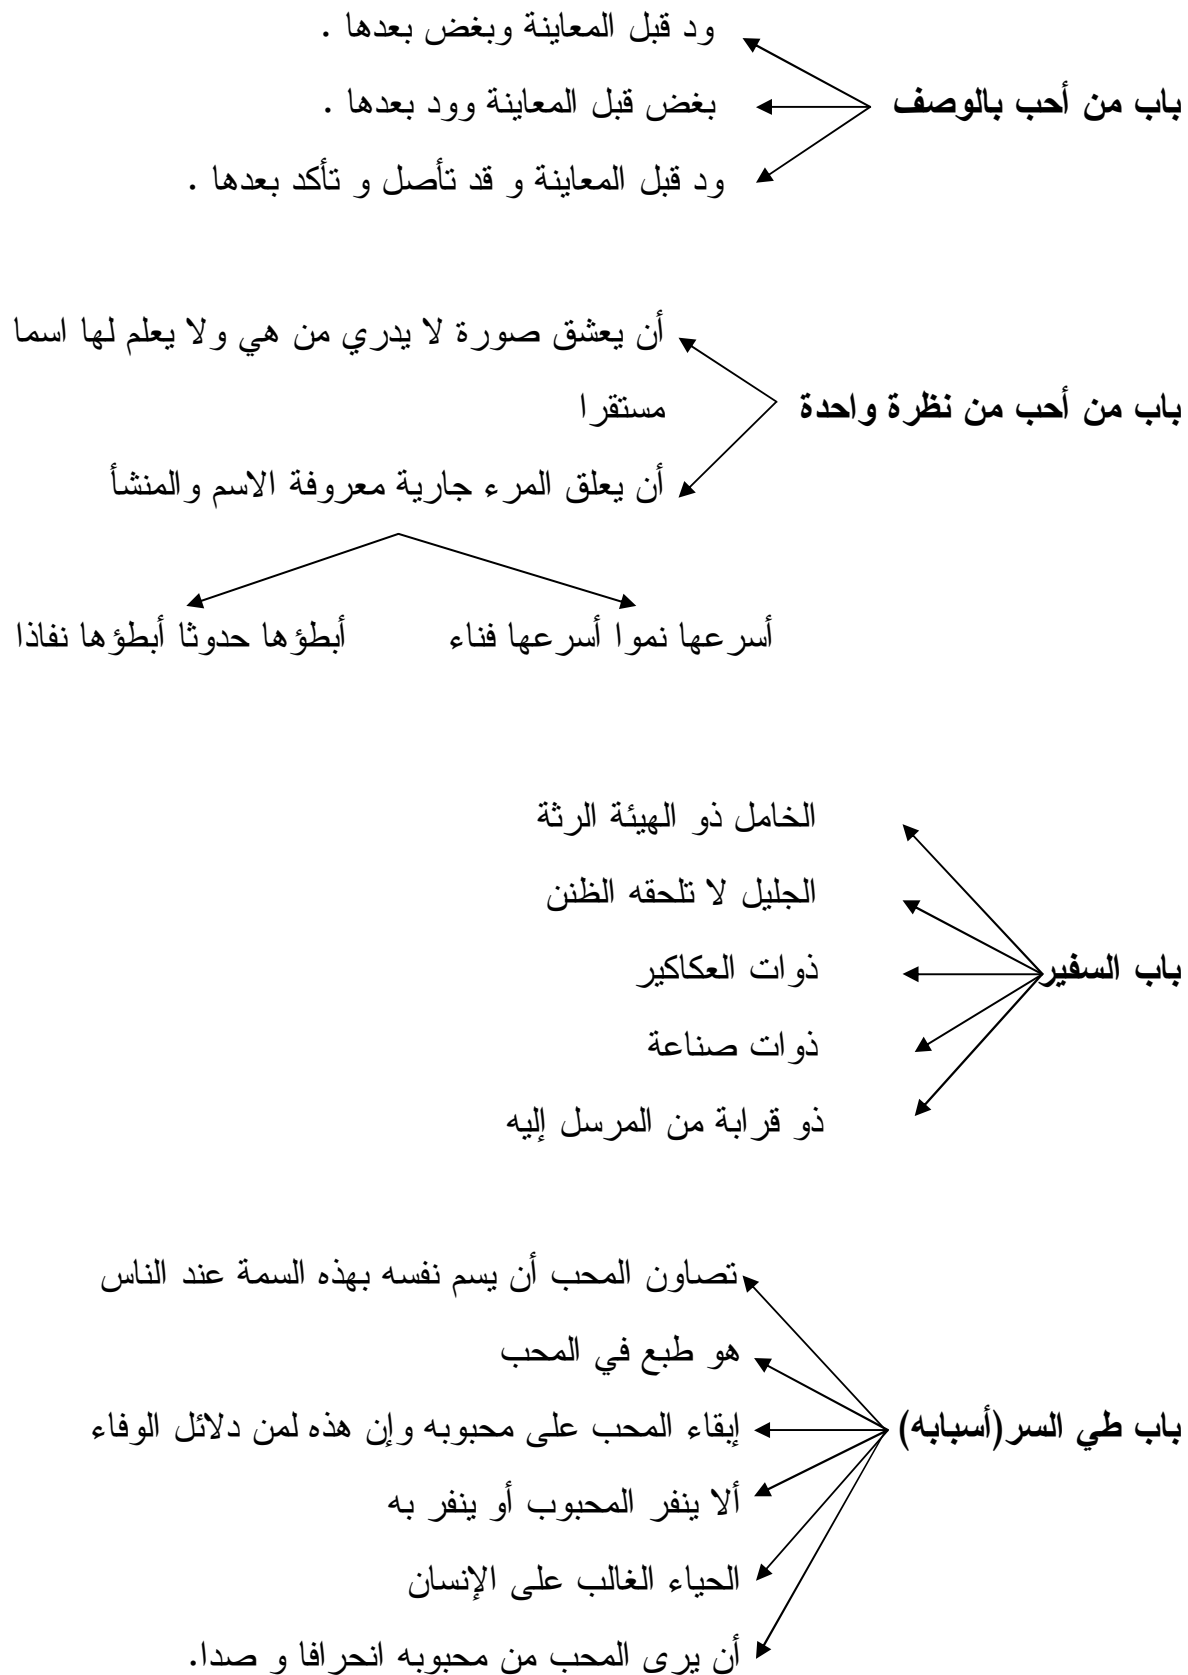 ود قبل المعاينة وبغض بعدها .
باب من أحب بالوصف
بغض قبل المعاينة وود بعدها .
ود قبل المعاينة و قد تأصل و تأكد بعدها .
أن يعشق صورة لا يدري من هي ولا يعلم لها اسما
باب من أحب من نظرة واحدة
مستقرا
أن يعلق المرء جارية معروفة الاسم والمنشأ
أسرعها نموا أسرعها فناء
أبطؤها حدوثا أبطؤها نفاذا
الخامل ذو الهيئة الرثة
الجليل لا تلحقه الظنن
باب السفير
ذوات العكاكير
ذوات صناعة
ذو قرابة من المرسل إليه
تصاون المحب أن يسم نفسه بهذه السمة عند الناس
هو طبع في المحب
باب طي السر(أسبابه)
إبقاء المحب على محبوبه وإن هذه لمن دلائل الوفاء
ألا ينفر المحبوب أو ينفر به
الحياء الغالب على الإنسان
أن يرى المحب من محبوبه انحرافا و صدا.